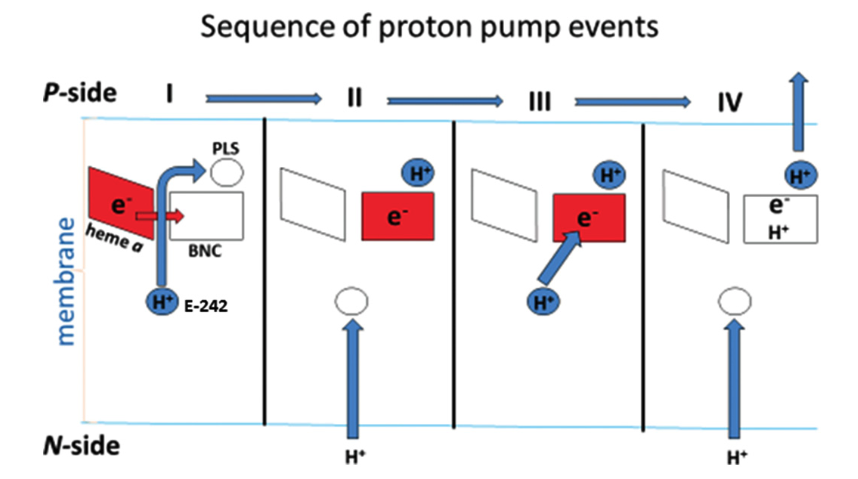 Sequence of proton pump events
P-side I II III IV
PLS
H⁺ H⁺ H⁺
e⁻ e⁻ e⁻ e⁻
H⁺
heme a
BNC
membrane
H⁺ E-242 H⁺
N-side
H⁺ H⁺